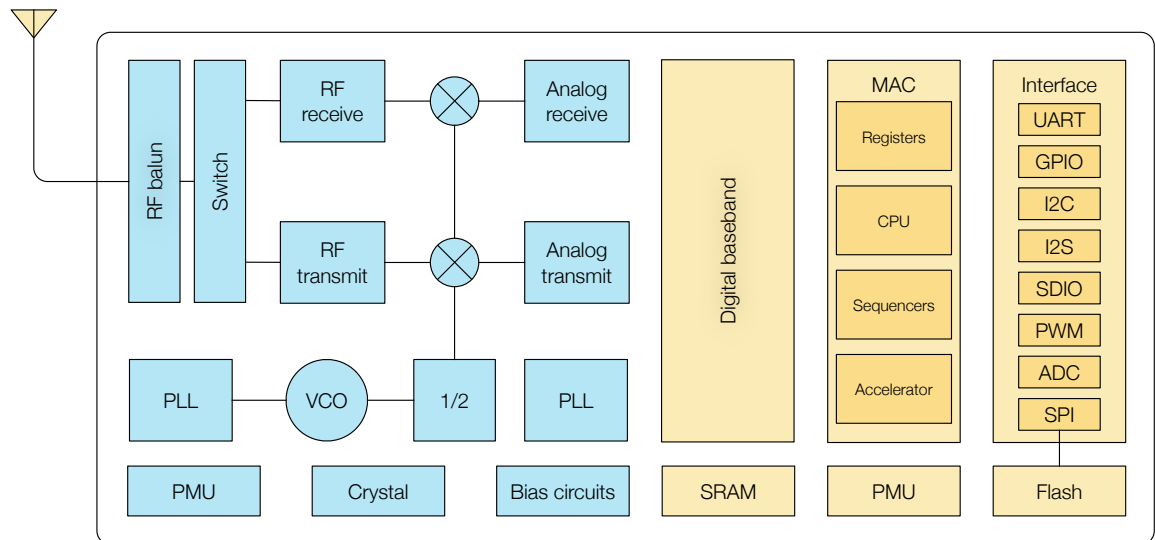 RF balun
Switch
RF
receive
Analog
receive
RF
transmit
Analog
transmit
PLL
VCO
1/2
PLL
PMU
Crystal
Bias circuits
Digital baseband
SRAM
MAC
Registers
CPU
Sequencers
Accelerator
PMU
Interface
UART
GPIO
I2C
I2S
SDIO
PWM
ADC
SPI
Flash